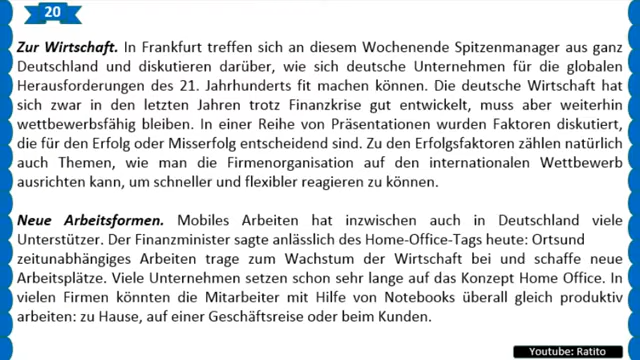 20
Zur Wirtschaft. In Frankfurt treffen sich an diesem Wochenende Spitzenmanager aus ganz
Deutschland und diskutieren darüber, wie sich deutsche Unternehmen für die globalen
Herausforderungen des 21. Jahrhunderts fit machen können. Die deutsche Wirtschaft hat
sich zwar in den letzten Jahren trotz Finanzkrise gut entwickelt, muss aber weiterhin
wettbewerbsfähig bleiben. In einer Reihe von Präsentationen wurden Faktoren diskutiert,
die für den Erfolg oder Misserfolg entscheidend sind. Zu den Erfolgsfaktoren zählen natürlich
auch Themen, wie man die Firmenorganisation auf den internationalen Wettbewerb
ausrichten kann, um schneller und flexibler reagieren zu können.
Neue Arbeitsformen. Mobiles Arbeiten hat inzwischen auch in Deutschland viele
Unterstützer. Der Finanzminister sagte anlässlich des Home-Office-Tags heute: Ortsund
zeitunabhängiges Arbeiten trage zum Wachstum der Wirtschaft bei und schaffe neue
Arbeitsplätze. Viele Unternehmen setzen schon sehr lange auf das Konzept Home Office. In
vielen Firmen könnten die Mitarbeiter mit Hilfe von Notebooks überall gleich produktiv
arbeiten: zu Hause, auf einer Geschäftsreise oder beim Kunden.
Youtube: Ratito